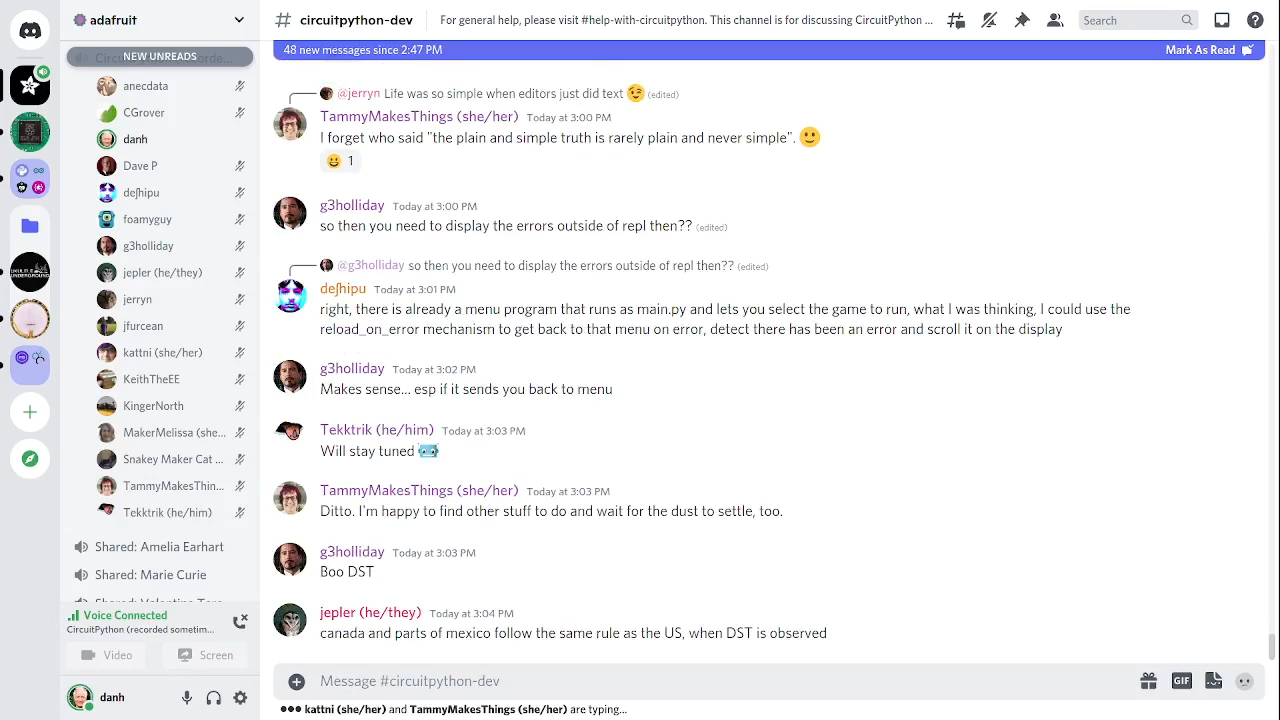 adafruit
NEW UNREADS
anecdata
CGrover
danh
Dave P
deʃhipu
foamyguy
g3holliday
jepler (he/they)
jerryn
jfurcean
kattni (she/her)
KeithTheEE
KingerNorth
MakerMelissa (she...
Snakey Maker Cat ...
TammyMakesThin...
Tekktrik (he/him)
Shared: Amelia Earhart
Shared: Marie Curie
Voice Connected
CircuitPython (recorded sometim...
Video
Screen
danh
# circuitpython-dev
For general help, please visit #help-with-circuitpython. This channel is for discussing CircuitPython ...
Search
48 new messages since 2:47 PM
Mark As Read
@jerryn Life was so simple when editors just did text 😉 (edited)
TammyMakesThings (she/her) Today at 3:00 PM
I forget who said "the plain and simple truth is rarely plain and never simple". 🙂
😀 1
g3holliday Today at 3:00 PM
so then you need to display the errors outside of repl then?? (edited)
@g3holliday so then you need to display the errors outside of repl then?? (edited)
deʃhipu Today at 3:01 PM
right, there is already a menu program that runs as main.py and lets you select the game to run, what I was thinking, I could use the
reload_on_error mechanism to get back to that menu on error, detect there has been an error and scroll it on the display
g3holliday Today at 3:02 PM
Makes sense... esp if it sends you back to menu
Tekktrik (he/him) Today at 3:03 PM
Will stay tuned
TammyMakesThings (she/her) Today at 3:03 PM
Ditto. I'm happy to find other stuff to do and wait for the dust to settle, too.
g3holliday Today at 3:03 PM
Boo DST
jepler (he/they) Today at 3:04 PM
canada and parts of mexico follow the same rule as the US, when DST is observed
Message #circuitpython-dev
GIF
kattni (she/her) and TammyMakesThings (she/her) are typing...